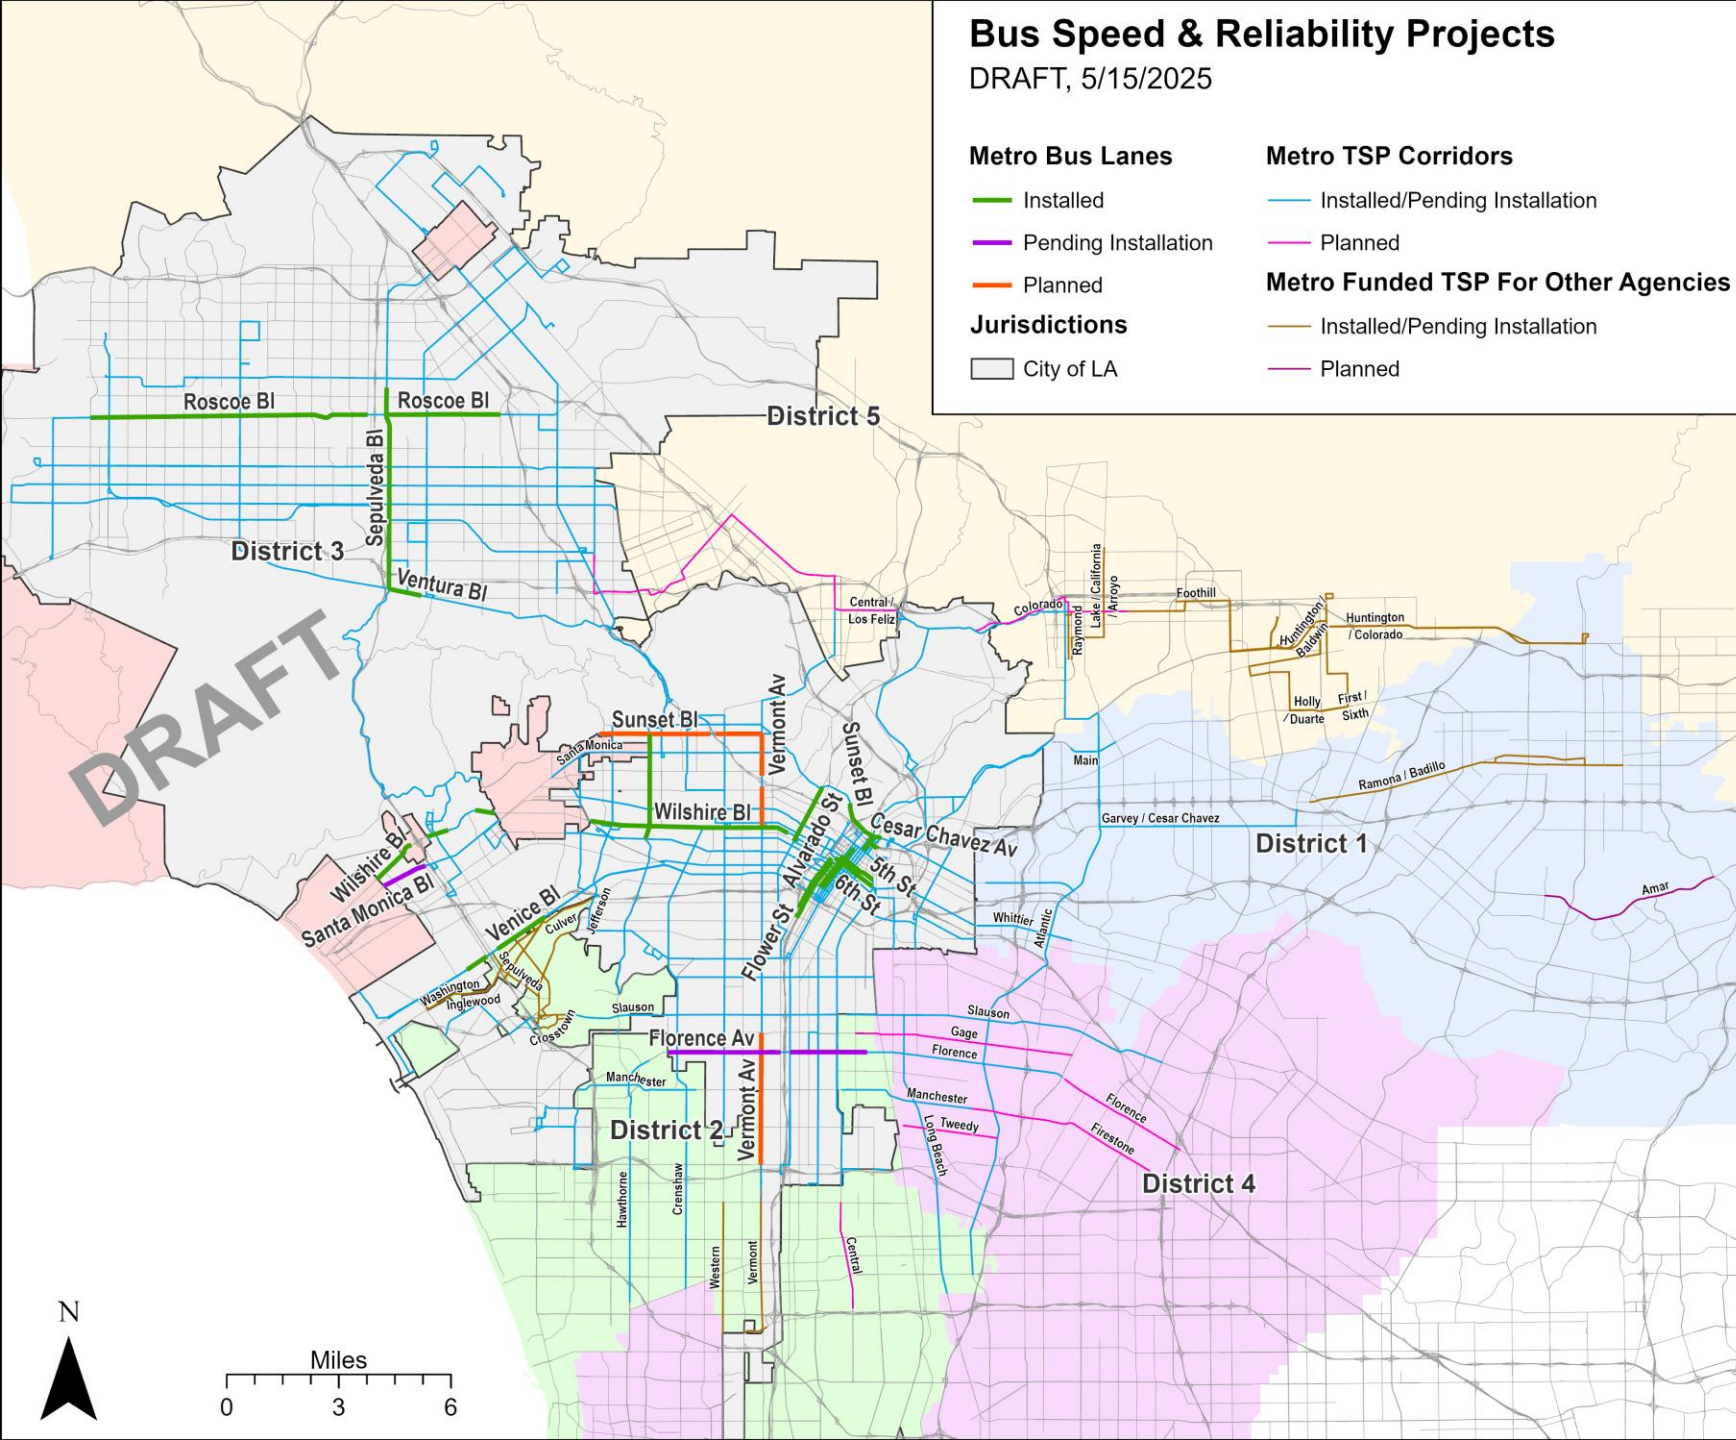 Bus Speed & Reliability Projects
DRAFT, 5/15/2025
Metro Bus Lanes
Installed
Pending Installation
Planned
Jurisdictions
City of LA
Metro TSP Corridors
Installed/Pending Installation
Planned
Metro Funded TSP For Other Agencies
Installed/Pending Installation
Planned
Roscoe Bl
Roscoe Bl
District 5
Sepulveda Bl
District 3
Ventura Bl
DRAFT
Central /
Los Feliz
Colorado
Raymond
Lake / California
/ Arroyo
Foothill
Huntington /
Baldwin
Huntington
/ Colorado
Holly
/ Duarte
First /
Sixth
Sunset Bl
Santa Monica
Vermont Av
Sunset Bl
Main
Ramona / Badillo
Wilshire Bl
Alvarado St
Cesar Chavez Av
Garvey / Cesar Chavez
District 1
Wilshire Bl
Santa Monica Bl
5th St
6th St
Flower St
Venice Bl
Culver
Jefferson
Whittier
Atlantic
Amar
Sepulveda
Washington
Inglewood
Crosstown
Slauson
Slauson
Florence Av
Gage
Florence
Manchester
Vermont Av
Manchester
Florence
Tweedy
Firestone
Long Beach
District 2
District 4
Hawthorne
Crenshaw
Western
Vermont
Central
N
Miles
0
3
6